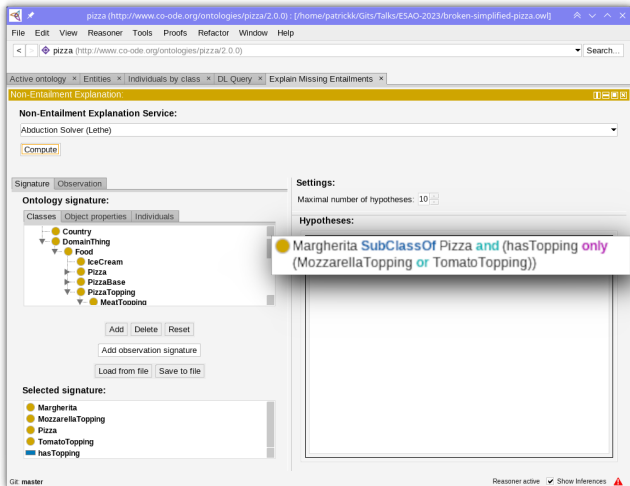 pizza (http://www.co-ode.org/ontologies/pizza/2.0.0) : [/home/patrickk/Gits/Talks/ESAO-2023/broken-simplified-pizza.owl]
File Edit View Reasoner Tools Proofs Refactor Window Help
< > pizza (http://www.co-ode.org/ontologies/pizza/2.0.0) Search...
Active ontology × Entities × Individuals by class × DL Query × Explain Missing Entailments ×
Non-Entailment Explanation:
Non-Entailment Explanation Service:
Abduction Solver (Lethe)
Compute
Signature Observation
Ontology signature:
Classes Object properties Individuals
Country
DomainThing
Food
IceCream
Pizza
PizzaBase
PizzaTopping
MeatTopping
Add Delete Reset
Add observation signature
Load from file Save to file
Selected signature:
Margherita
MozzarellaTopping
Pizza
TomatoTopping
hasTopping
Settings:
Maximal number of hypotheses: 10
Hypotheses:
Margherita SubClassOf Pizza and (hasTopping only
(MozzarellaTopping or TomatoTopping))
Git: master
Reasoner active Show Inferences